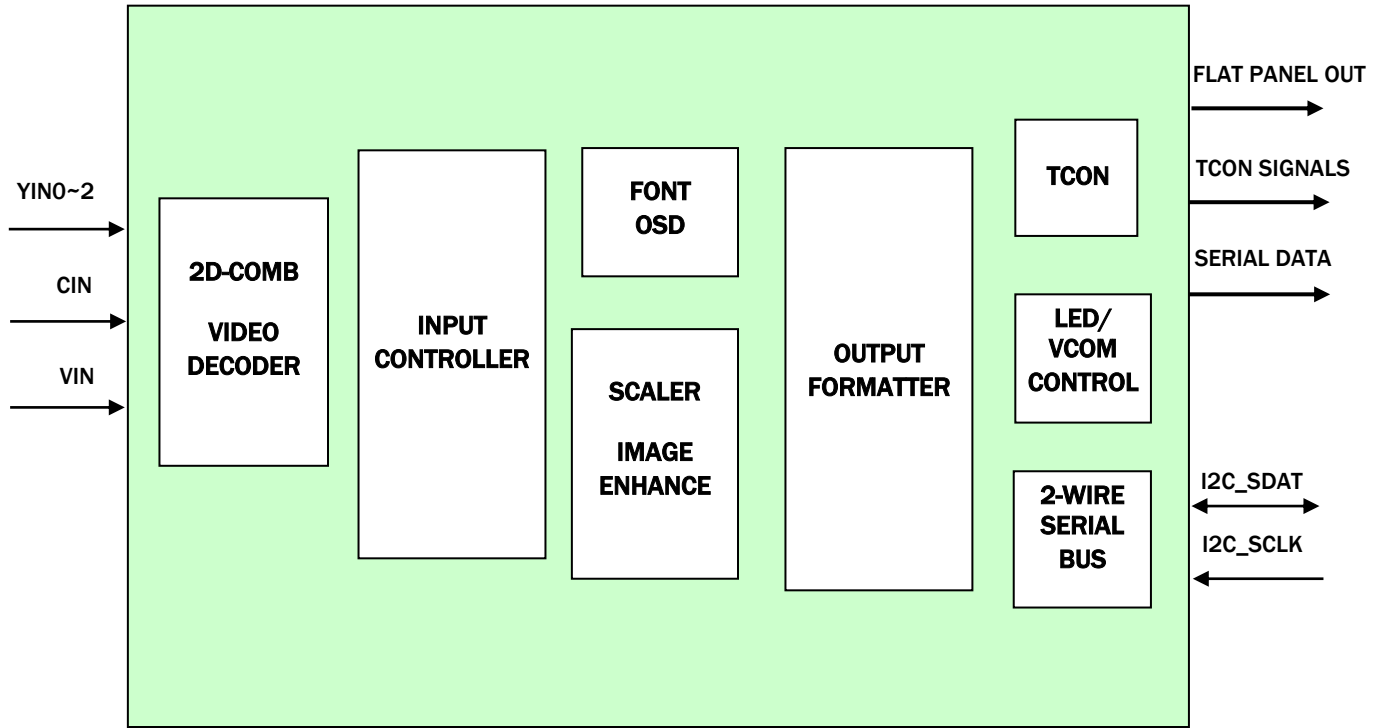 YIN0~2
CIN
VIN
2D-COMB
VIDEO
DECODER
INPUT
CONTROLLER
FONT
OSD
SCALER
IMAGE
ENHANCE
OUTPUT
FORMATTER
TCON
LED/
VCOM
CONTROL
2-WIRE
SERIAL
BUS
FLAT PANEL OUT
TCON SIGNALS
SERIAL DATA
I2C_SDAT
I2C_SCLK